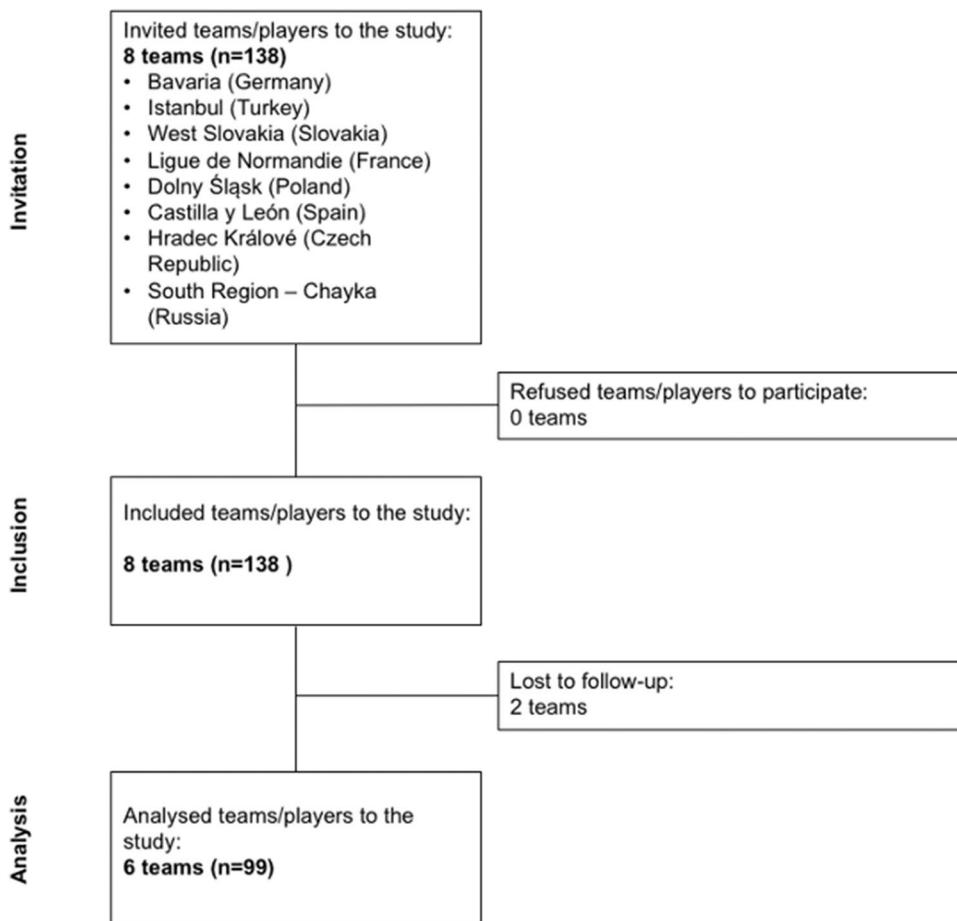 Invitation
Invited teams/players to the study:
8 teams (n=138)
• Bavaria (Germany)
• Istanbul (Turkey)
• West Slovakia (Slovakia)
• Ligue de Normandie (France)
• Dolny Śląsk (Poland)
• Castilla y León (Spain)
• Hradec Králové (Czech
Republic)
• South Region – Chayka
(Russia)
Refused teams/players to participate:
0 teams
Inclusion
Included teams/players to the study:
8 teams (n=138 )
Lost to follow-up:
2 teams
Analysis
Analysed teams/players to the
study:
6 teams (n=99)